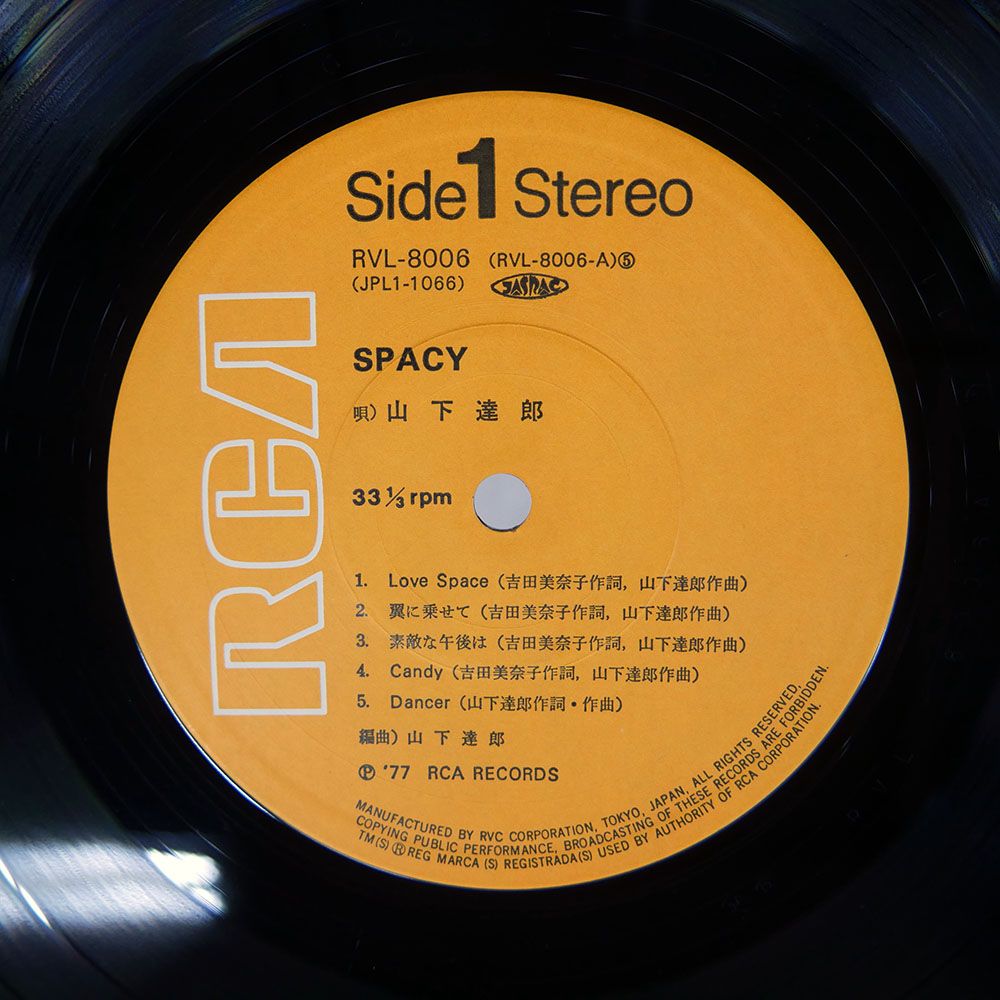 Side 1 Stereo
RVL-8006 (RVL-8006-A)⑤
(JPL1-1066) JASRAC
SPACY
唄) 山下達郎
33 1/3 rpm
1. Love Space (吉田美奈子作詞, 山下達郎作曲)
2. 翼に乗せて (吉田美奈子作詞, 山下達郎作曲)
3. 素敵な午後は (吉田美奈子作詞, 山下達郎作曲)
4. Candy (吉田美奈子作詞, 山下達郎作曲)
5. Dancer (山下達郎作詞・作曲)
編曲) 山下達郎
Ⓟ '77 RCA RECORDS
MANUFACTURED BY RVC CORPORATION, TOKYO, JAPAN, ALL RIGHTS RESERVED,
COPYING PUBLIC PERFORMANCE, BROADCASTING OF THESE RECORDS ARE FORBIDDEN.
TM(S) ® REG MARCA (S) REGISTRADA(S) USED BY AUTHORITY OF RCA CORPORATION.
RCA